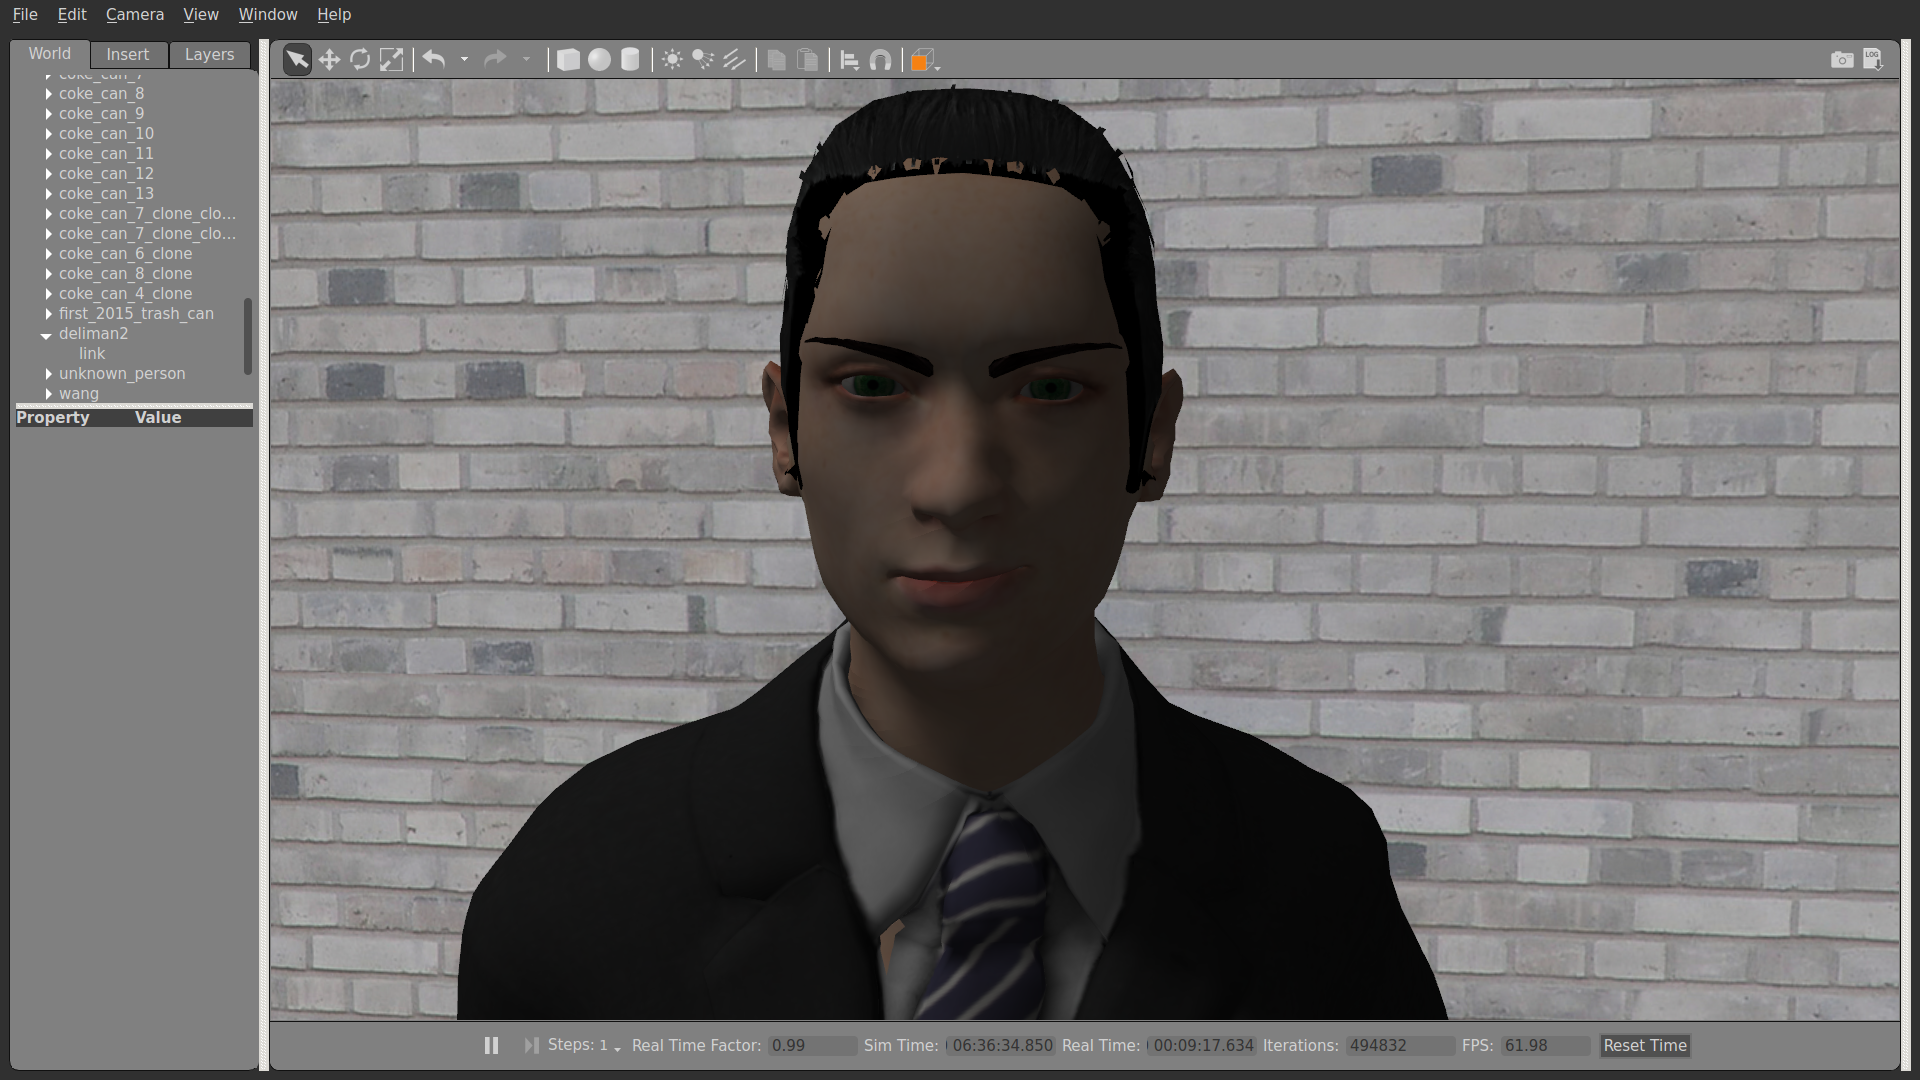 File Edit Camera View Window Help
World Insert Layers
LOG
coke_can_7
coke_can_8
coke_can_9
coke_can_10
coke_can_11
coke_can_12
coke_can_13
coke_can_7_clone_clo...
coke_can_7_clone_clo...
coke_can_6_clone
coke_can_8_clone
coke_can_4_clone
first_2015_trash_can
deliman2
link
unknown_person
wang
Property Value
Steps: 1 Real Time Factor: 0.99 Sim Time: 06:36:34.850 Real Time: 00:09:17.634 Iterations: 494832 FPS: 61.98 Reset Time